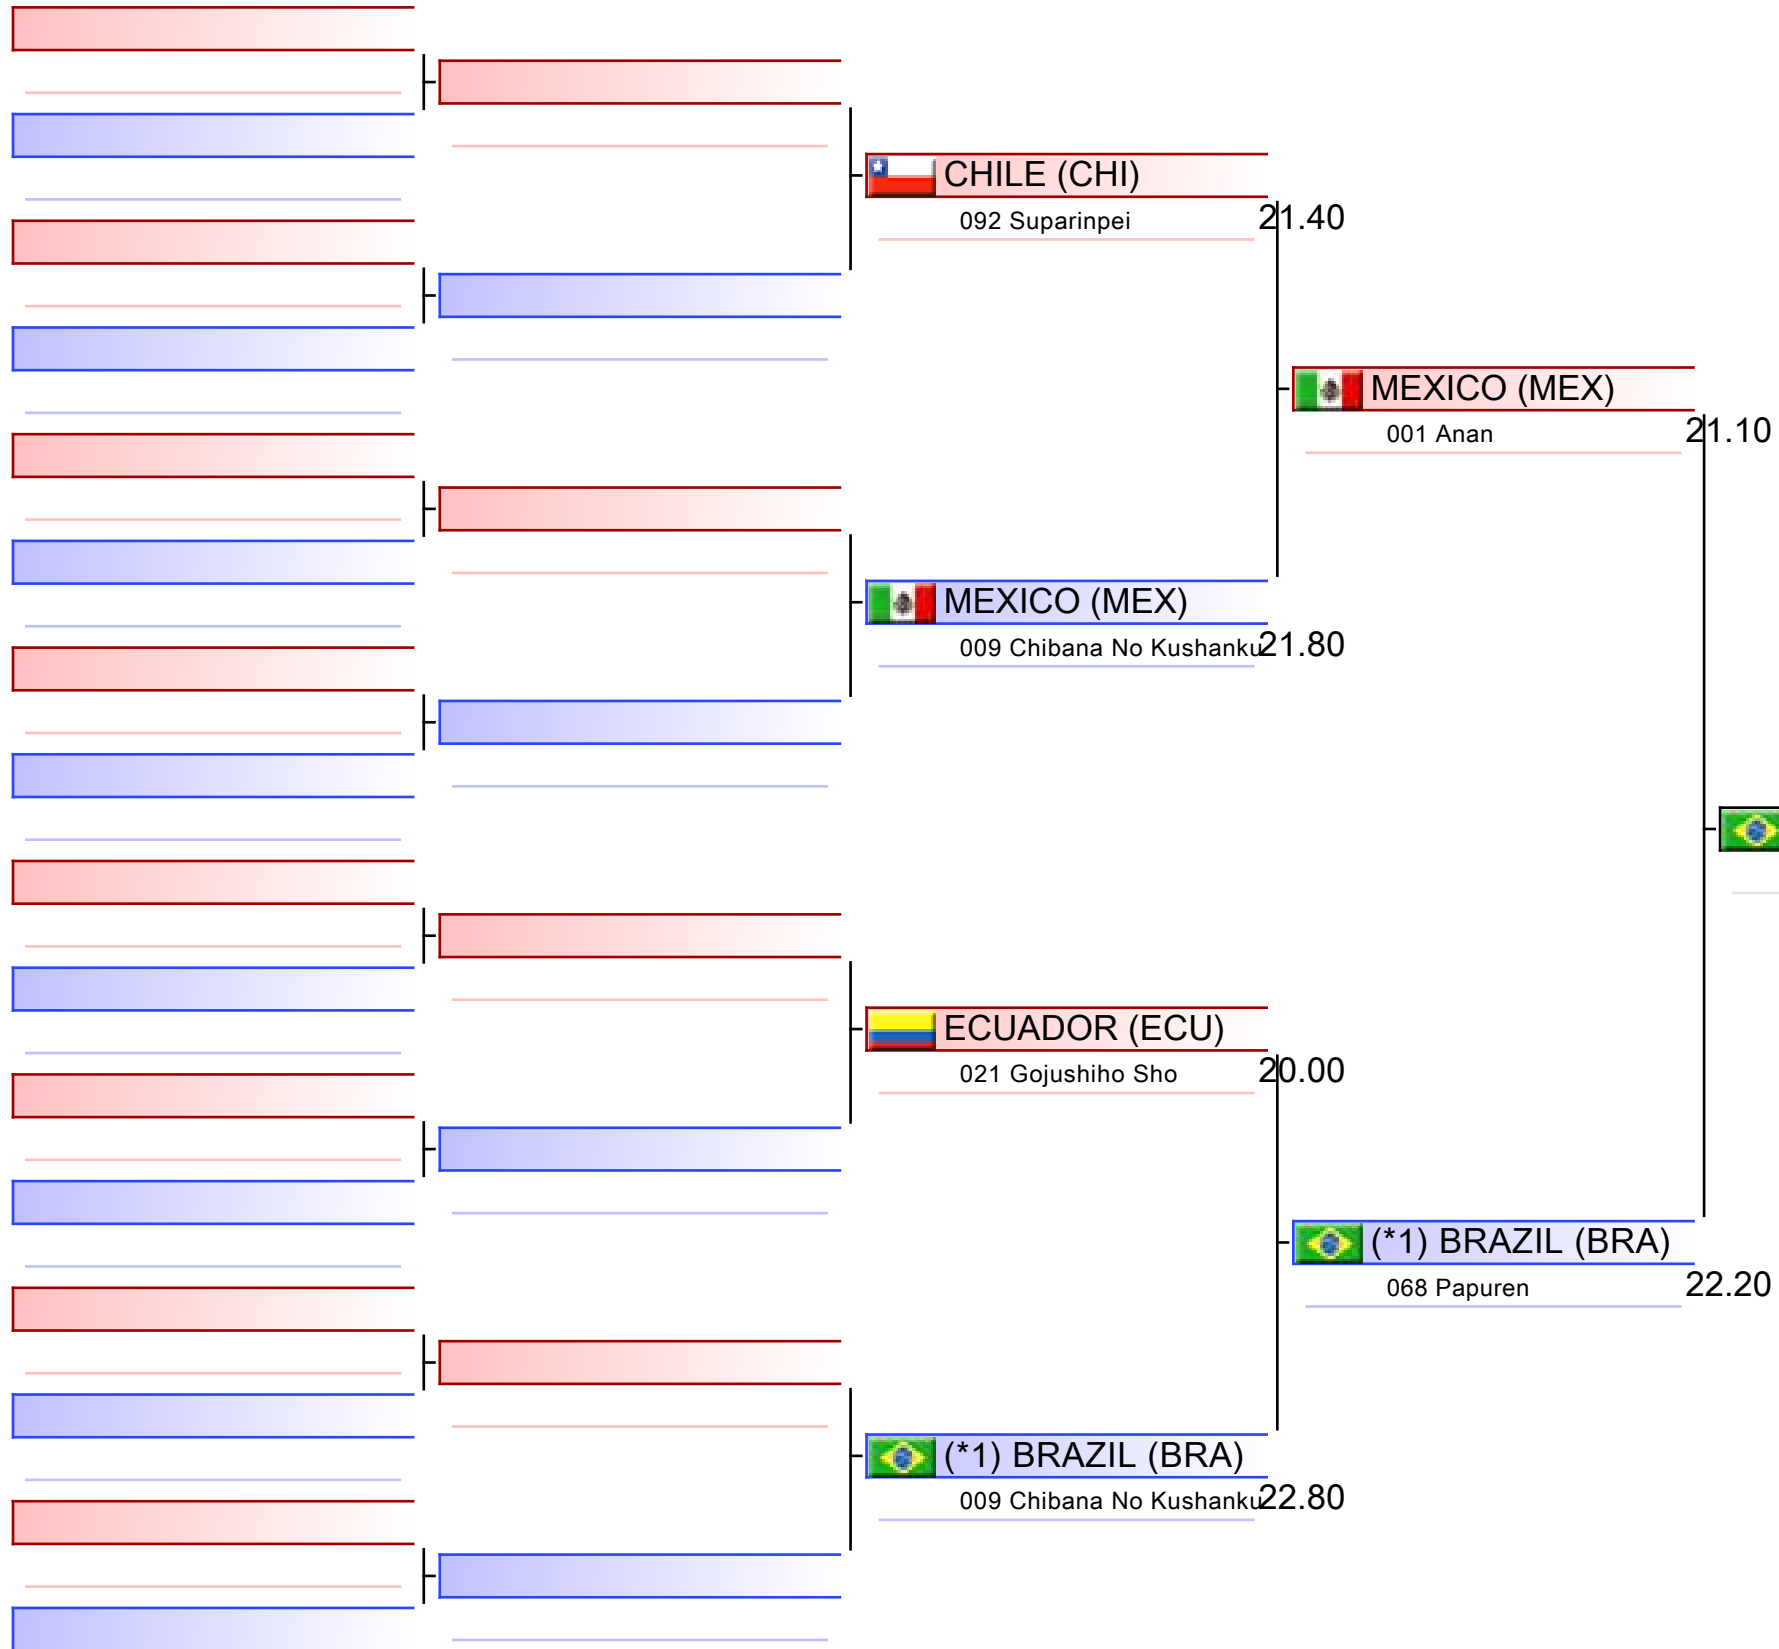 CHILE (CHI)
092 Suparinpei 21.40
MEXICO (MEX)
001 Anan 21.10
MEXICO (MEX)
009 Chibana No Kushanku 21.80
ECUADOR (ECU)
021 Gojushiho Sho 20.00
(*1) BRAZIL (BRA)
068 Papuren 22.20
(*1) BRAZIL (BRA)
009 Chibana No Kushanku 22.80